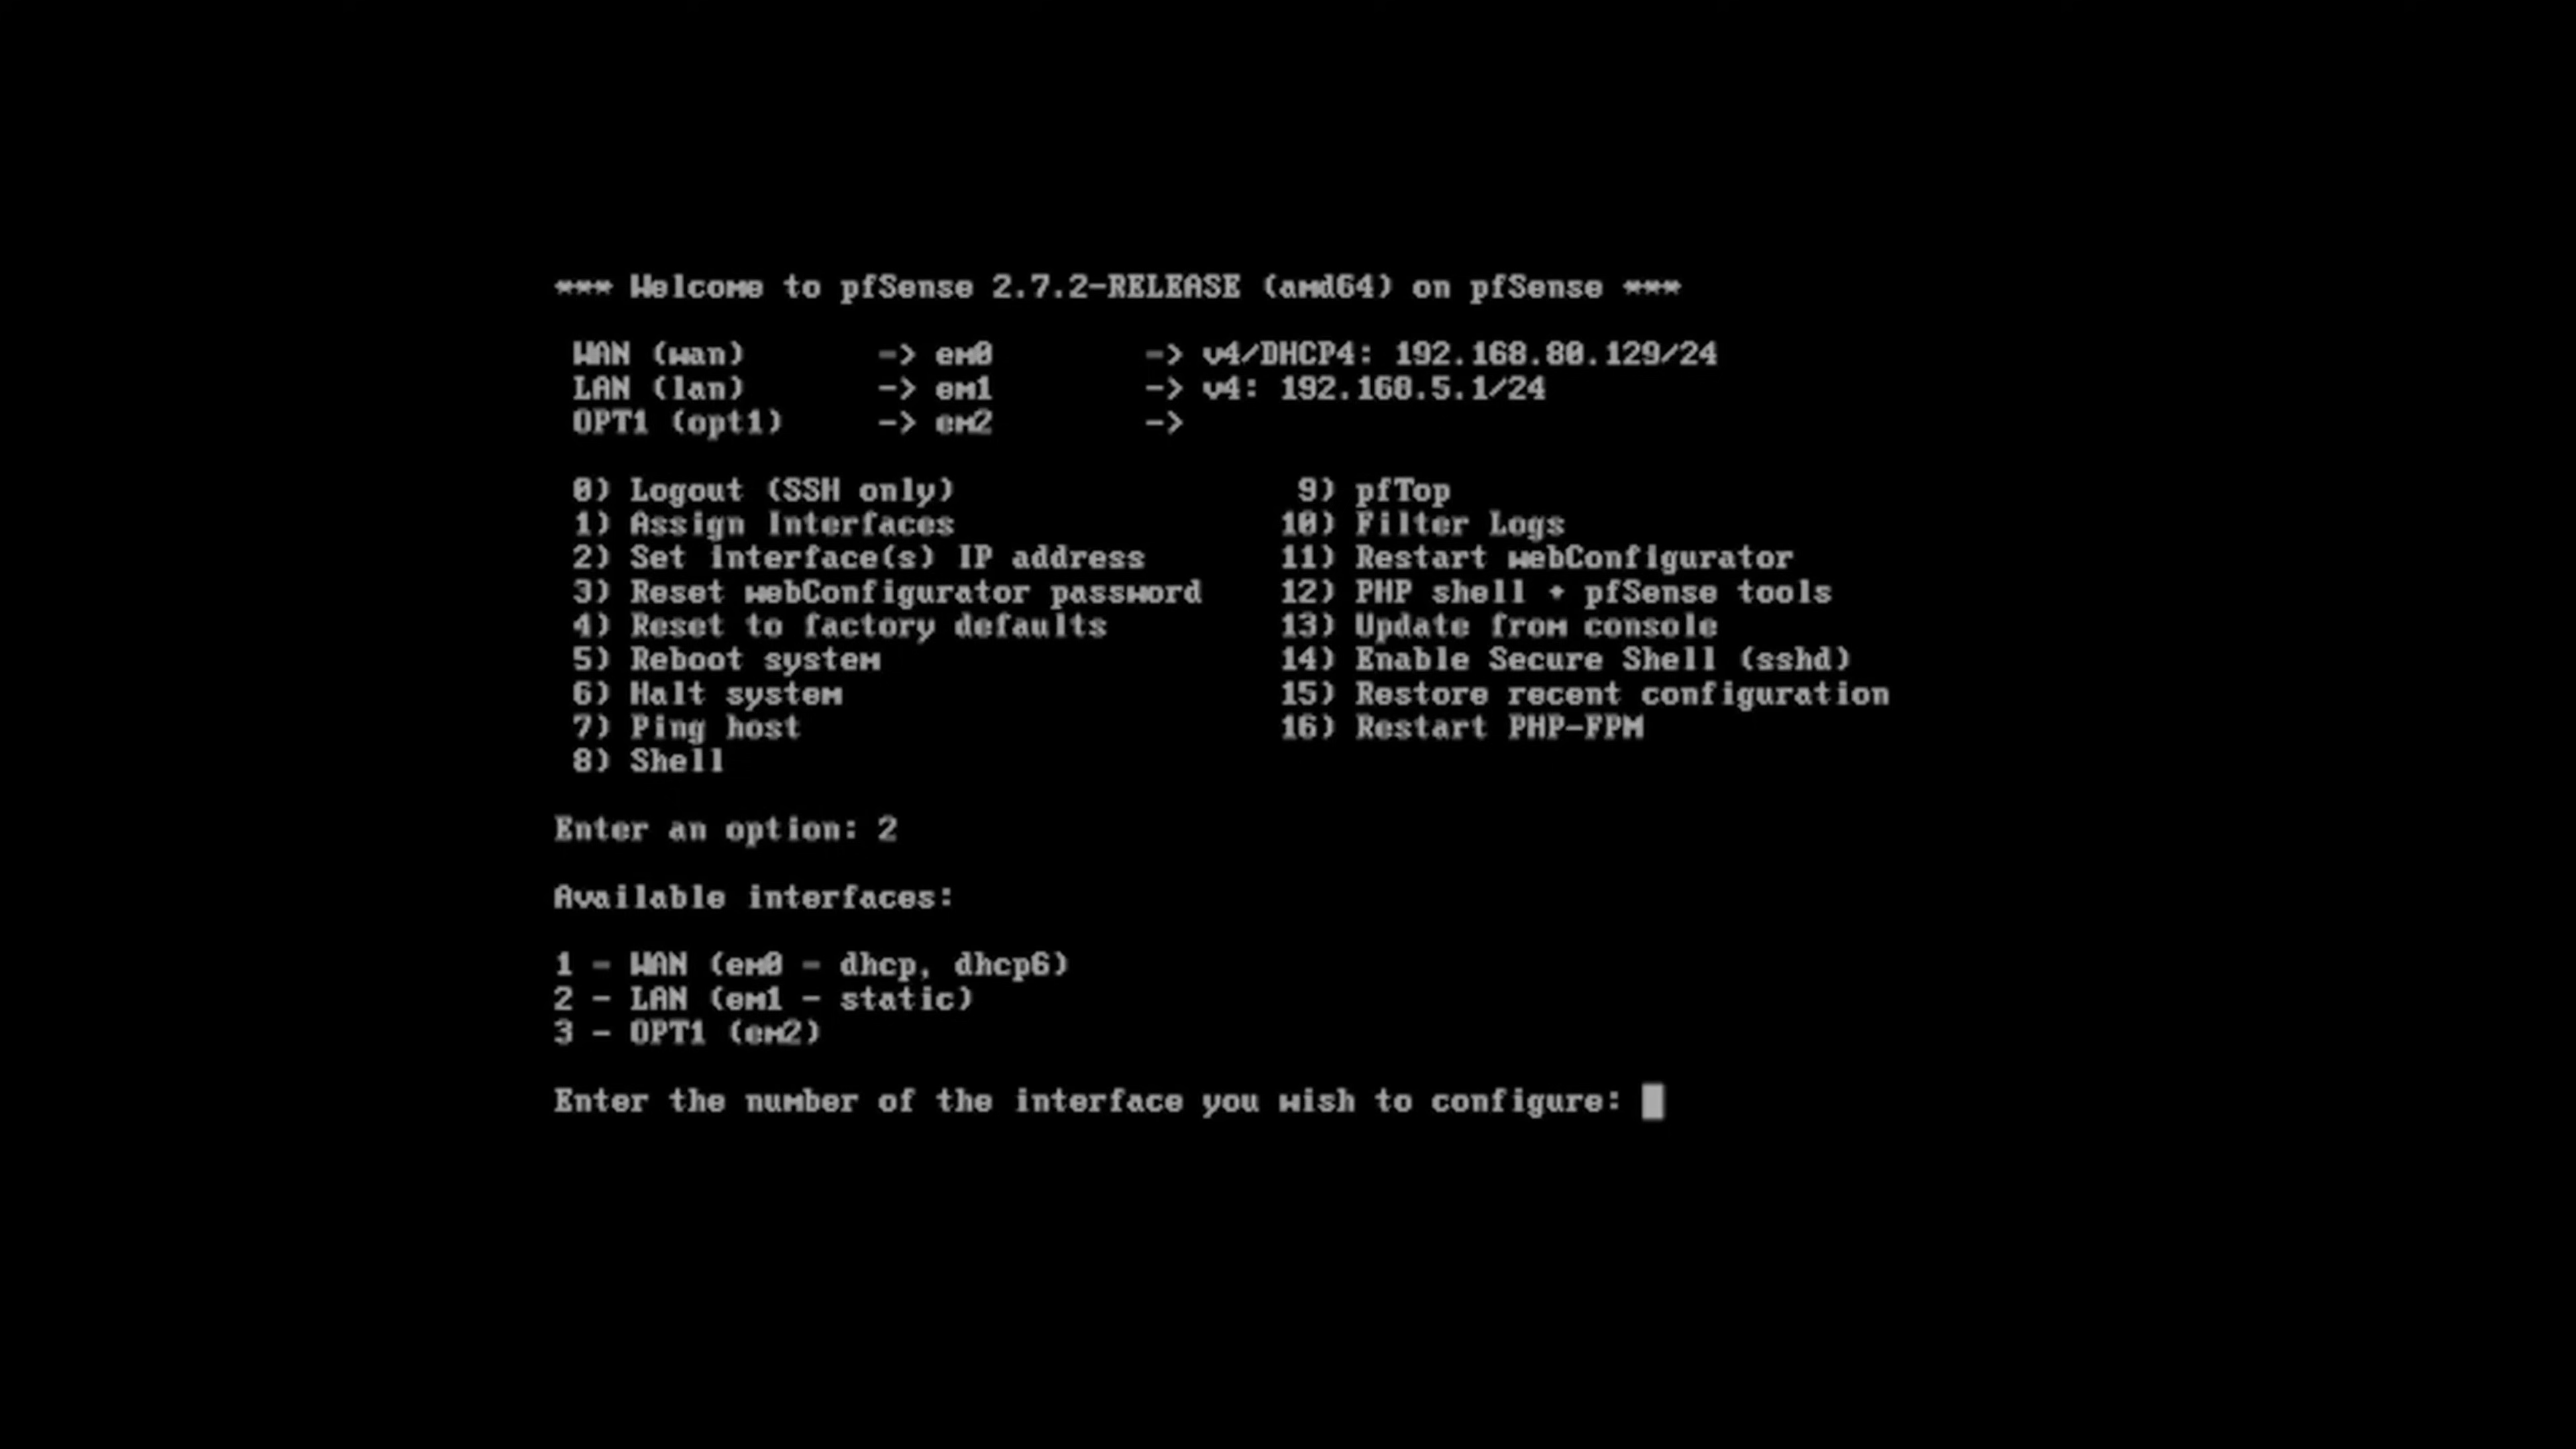 *** Welcome to pfSense 2.7.2-RELEASE (amd64) on pfSense ***
WAN (wan) -> em0 -> v4/DHCP4: 192.168.80.129/24
LAN (lan) -> em1 -> v4: 192.168.5.1/24
OPT1 (opt1) -> em2 ->
0) Logout (SSH only) 9) pfTop
1) Assign Interfaces 10) Filter Logs
2) Set interface(s) IP address 11) Restart webConfigurator
3) Reset webConfigurator password 12) PHP shell + pfSense tools
4) Reset to factory defaults 13) Update from console
5) Reboot system 14) Enable Secure Shell (sshd)
6) Halt system 15) Restore recent configuration
7) Ping host 16) Restart PHP-FPM
8) Shell
Enter an option: 2
Available interfaces:
1 - WAN (em0 - dhcp, dhcp6)
2 - LAN (em1 - static)
3 - OPT1 (em2)
Enter the number of the interface you wish to configure: